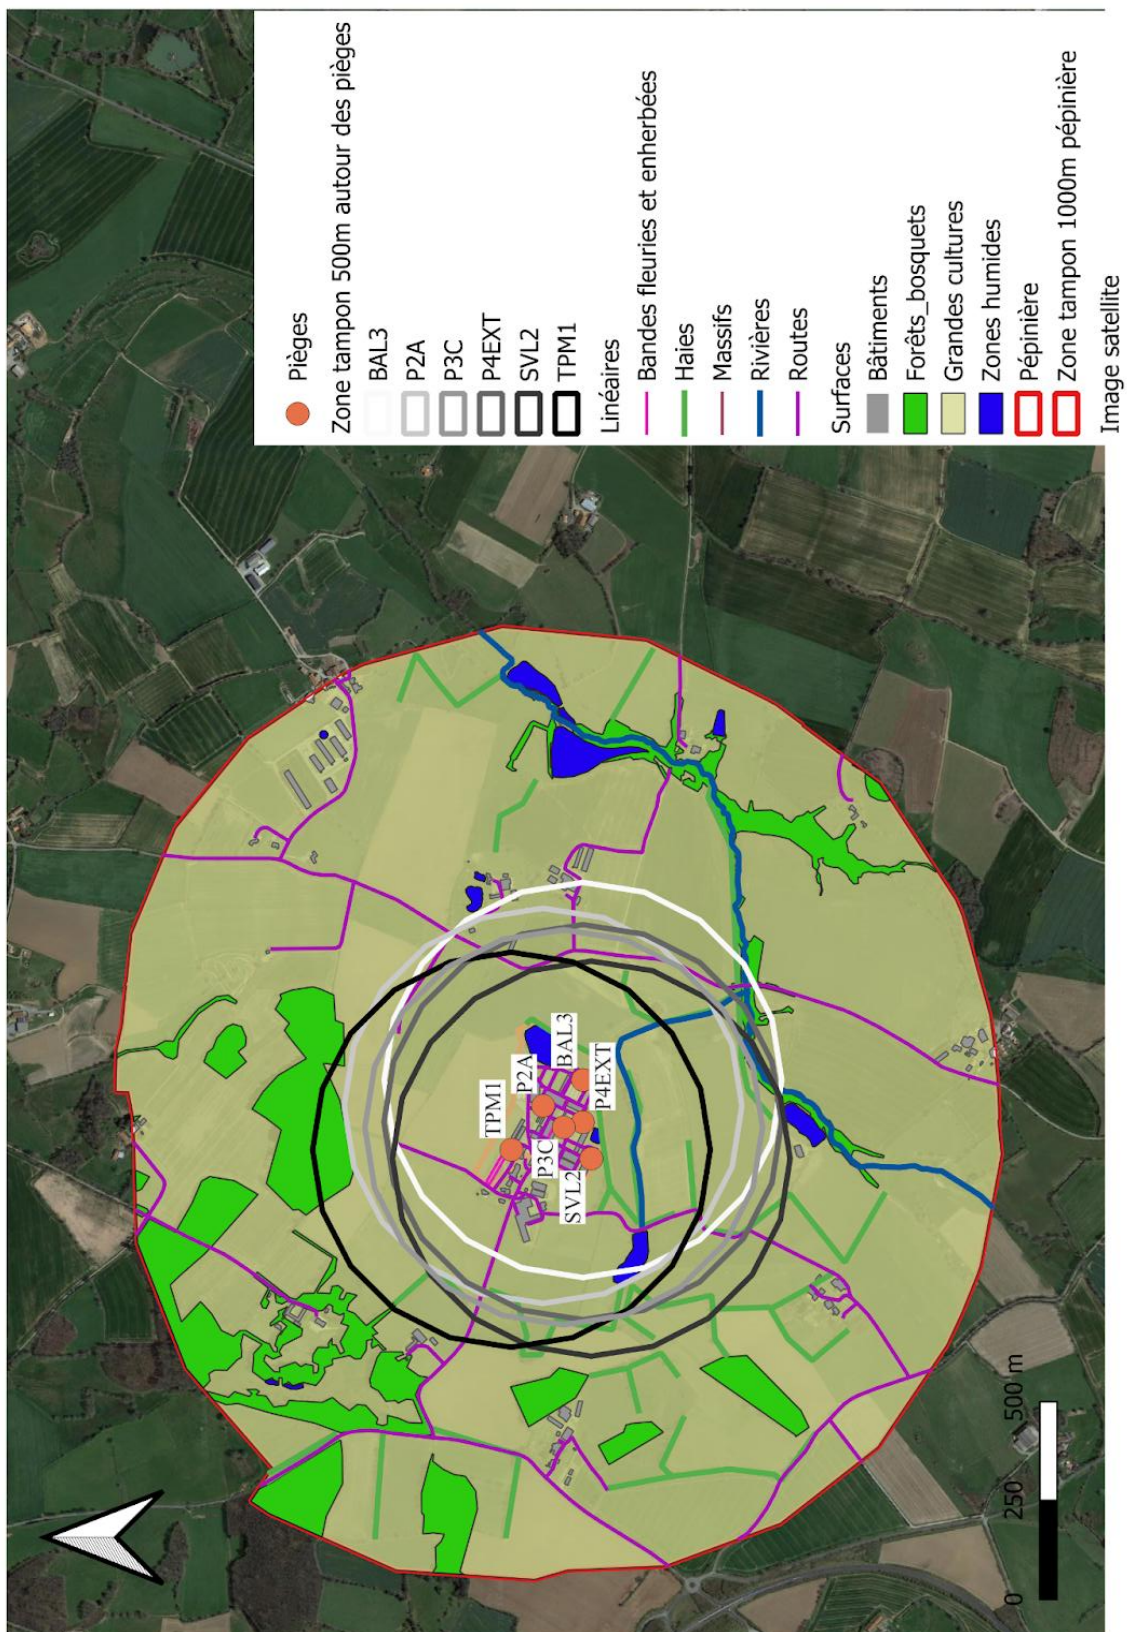 Pièges
Zone tampon 500m autour des pièges
BAL3
P2A
P3C
P4EXT
SVL2
TPM1
Linéaires
Bandes fleuries et enherbées
Haies
Massifs
Rivières
Routes
Surfaces
Bâtiments
Forêts_bosquets
Grandes cultures
Zones humides
Pépinière
Zone tampon 1000m pépinière
Image satellite
TPM1
P2A
BAL3
P3C
P4EXT
SVL2
0 250 500 m